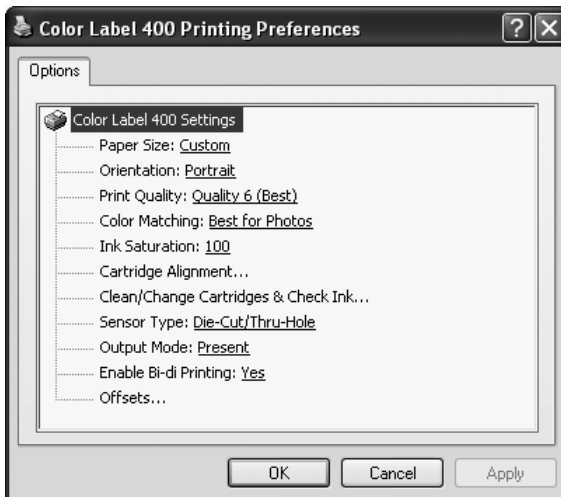 Color Label 400 Printing Preferences
Options
Color Label 400 Settings
Paper Size: Custom
Orientation: Portrait
Print Quality: Quality 6 (Best)
Color Matching: Best for Photos
Ink Saturation: 100
Cartridge Alignment...
Clean/Change Cartridges & Check Ink...
Sensor Type: Die-Cut/Thru-Hole
Output Mode: Present
Enable Bi-di Printing: Yes
Offsets...
OK Cancel Apply